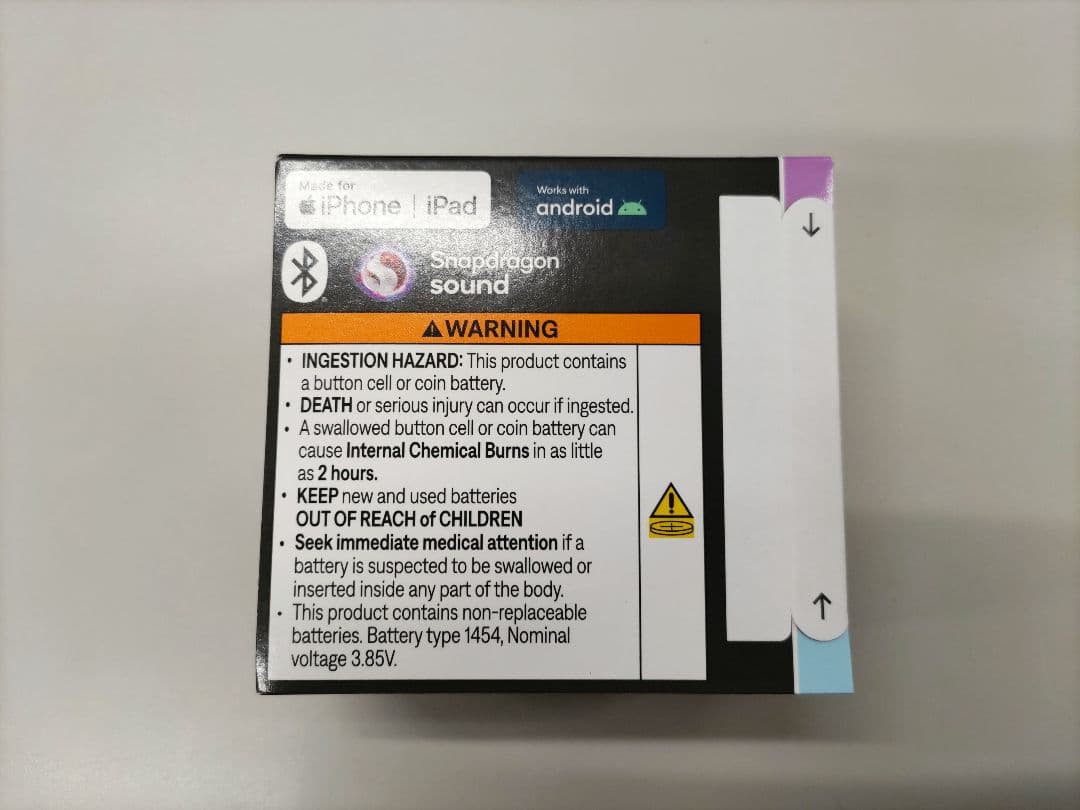 Made for
iPhone | iPad
Works with
android
Snapdragon
sound
WARNING
• INGESTION HAZARD: This product contains
a button cell or coin battery.
• DEATH or serious injury can occur if ingested.
• A swallowed button cell or coin battery can
cause Internal Chemical Burns in as little
as 2 hours.
• KEEP new and used batteries
OUT OF REACH of CHILDREN
• Seek immediate medical attention if a
battery is suspected to be swallowed or
inserted inside any part of the body.
• This product contains non-replaceable
batteries. Battery type 1454, Nominal
voltage 3.85V.